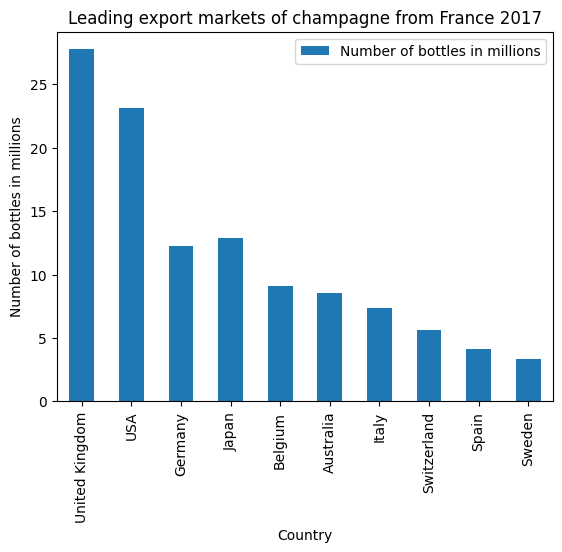 Leading export markets of champagne from France 2017
Number of bottles in millions
Number of bottles in millions
25
20
15
10
5
0
United Kingdom
USA
Germany
Japan
Belgium
Australia
Italy
Switzerland
Spain
Sweden
Country